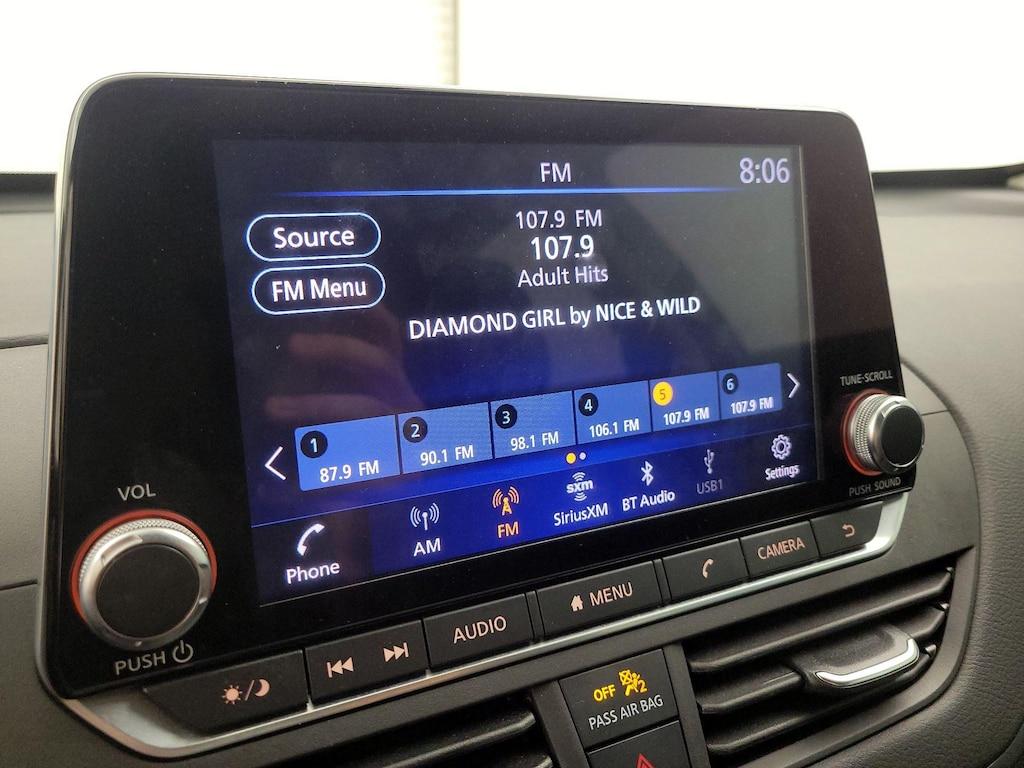 FM
8:06
Source
FM Menu
107.9 FM
107.9
Adult Hits
DIAMOND GIRL by NICE & WILD
1
87.9 FM
2
90.1 FM
3
98.1 FM
4
106.1 FM
5
107.9 FM
6
107.9 FM
Phone
AM
FM
sxm
SiriusXM
BT Audio
USB1
Settings
VOL
PUSH
TUNE-SCROLL
PUSH SOUND
AUDIO
MENU
CAMERA
OFF 2
PASS AIR BAG